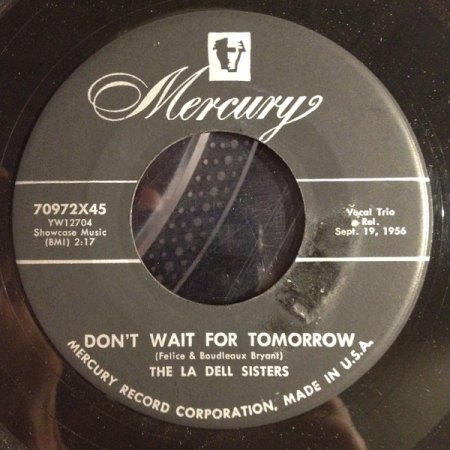 Mercury
70972X45
YW12704
Showcase Music
(BMI) 2:17
Vocal Trio
Rel.
Sept. 19, 1956
DON'T WAIT FOR TOMORROW
(Felice & Boudleaux Bryant)
THE LA DELL SISTERS
MERCURY RECORD CORPORATION, MADE IN U.S.A.